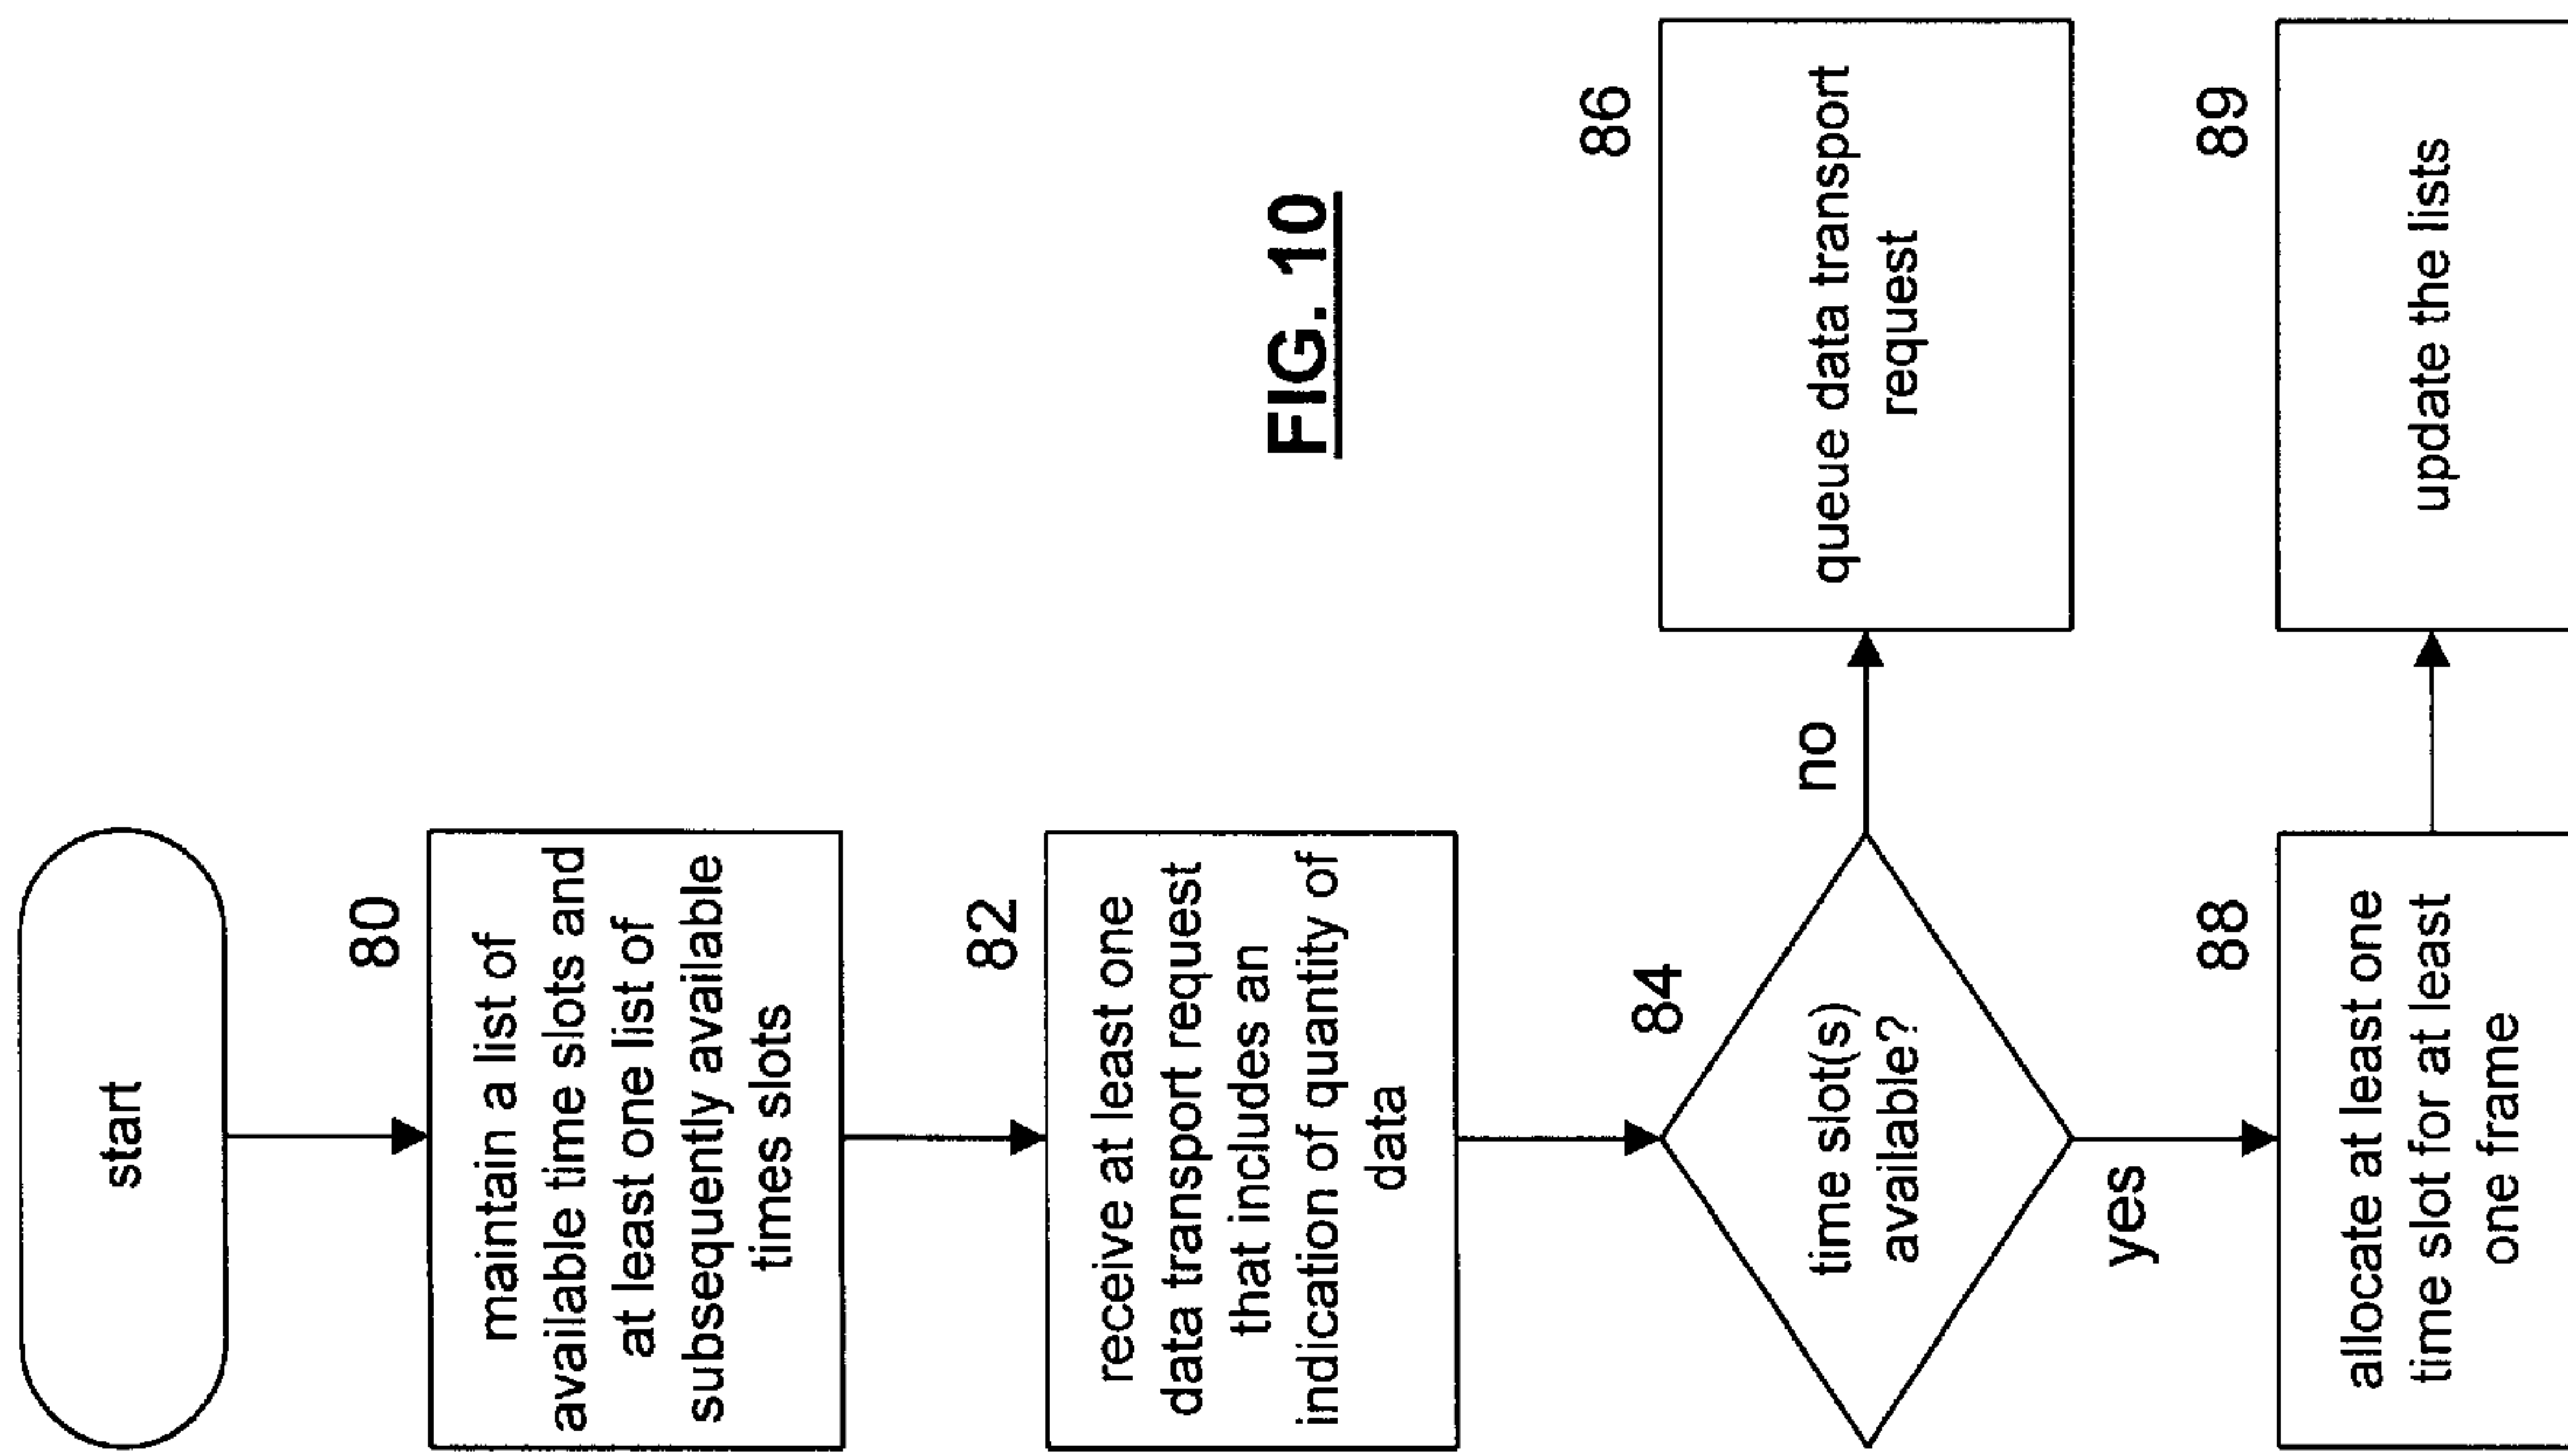 start
80
maintain a list of
available time slots and
at least one list of
subsequently available
times slots
82
receive at least one
data transport request
that includes an
indication of quantity of
data
84
time slot(s)
available?
no
86
queue data transport
request
yes
88
allocate at least one
time slot for at least
one frame
89
update the lists
FIG. 10